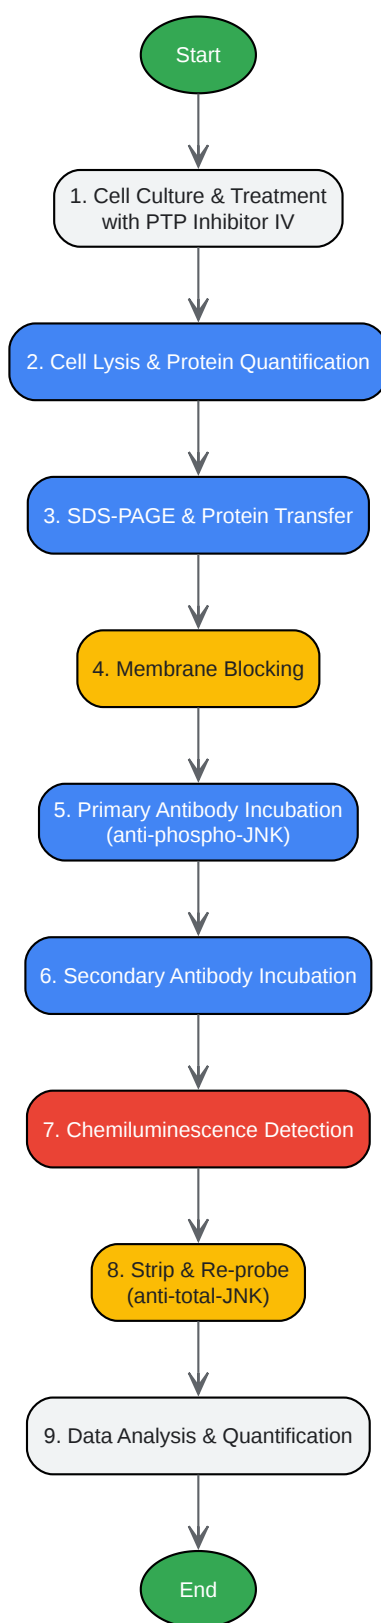 Start
1. Cell Culture & Treatment
with PTP Inhibitor IV
2. Cell Lysis & Protein Quantification
3. SDS-PAGE & Protein Transfer
4. Membrane Blocking
5. Primary Antibody Incubation
(anti-phospho-JNK)
6. Secondary Antibody Incubation
7. Chemiluminescence Detection
8. Strip & Re-probe
(anti-total-JNK)
9. Data Analysis & Quantification
End